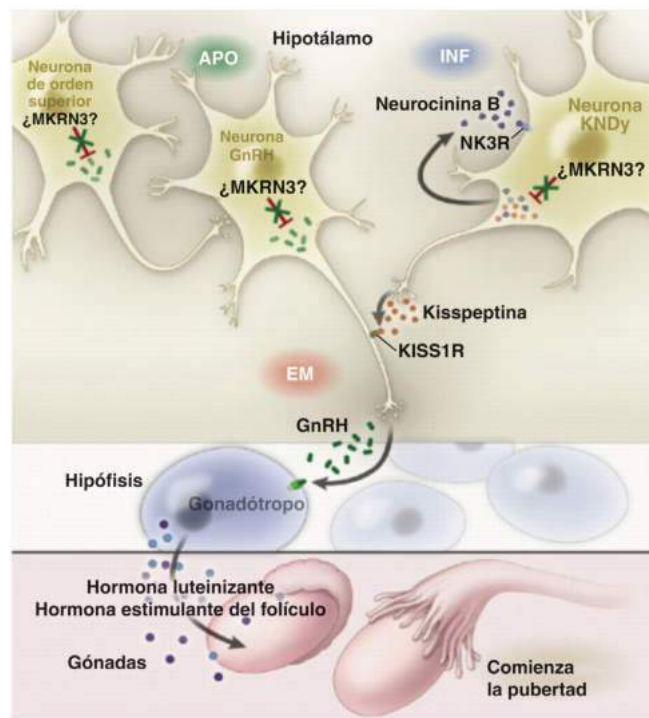 Hipotálamo
APO
INF
Neurona
de orden
superior
¿MKRN3?
Neurona
GnRH
¿MKRN3?
Neurocinina B
NK3R
Neurona
KNDy
¿MKRN3?
Kisspeptina
KISS1R
EM
GnRH
Hipófisis
Gonadótropo
Hormona luteinizante
Hormona estimulante del folículo
Gónadas
Comienza
la pubertad